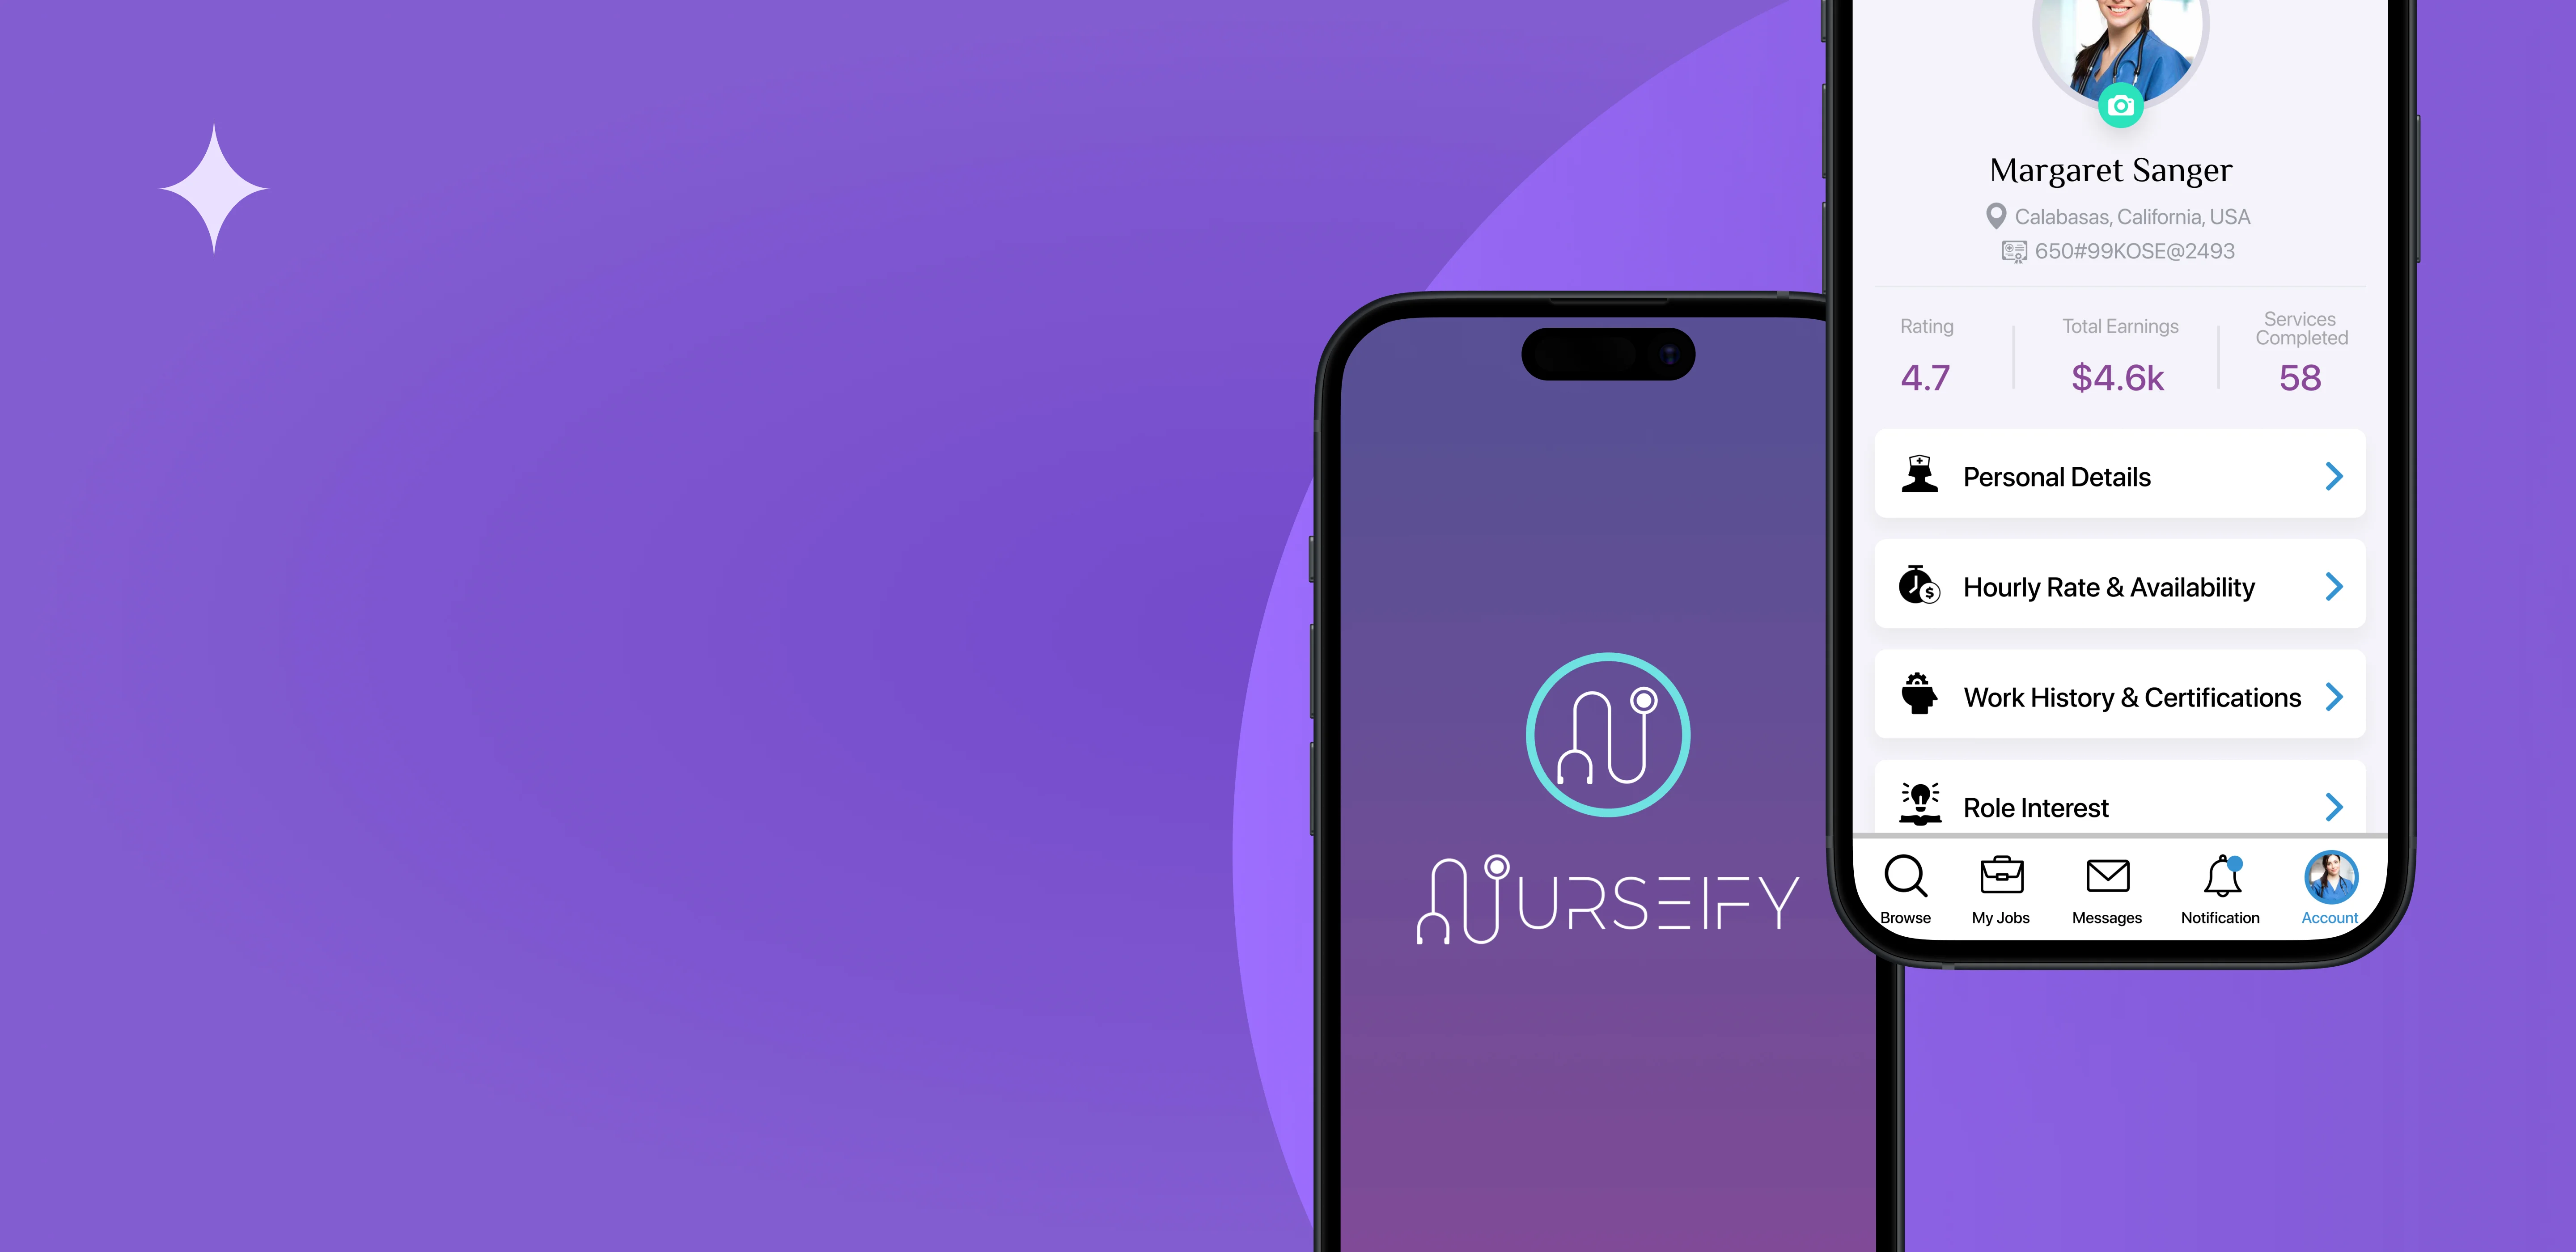 NURSEIFY
Margaret Sanger
Calabasas, California, USA
650#99KOSE@2493
Rating
4.7
Total Earnings
$4.6k
Services
Completed
58
Personal Details
Hourly Rate & Availability
Work History & Certifications
Role Interest
Browse
My Jobs
Messages
Notification
Account